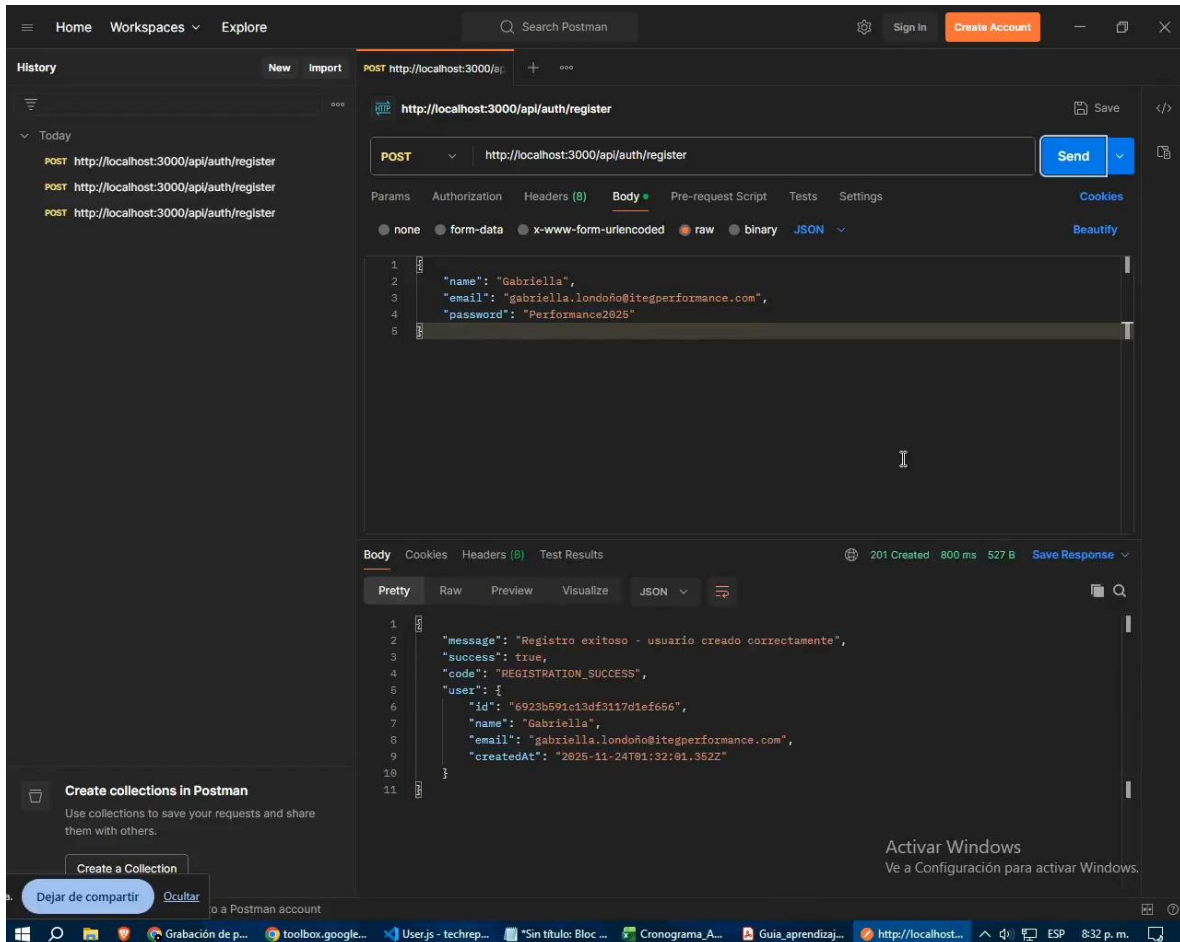 Home Workspaces Explore Search Postman Sign In Create Account
History New Import
POST http://localhost:3000/ap
HTTP http://localhost:3000/api/auth/register Save
Today
POST http://localhost:3000/api/auth/register
POST http://localhost:3000/api/auth/register
POST http://localhost:3000/api/auth/register
POST http://localhost:3000/api/auth/register Send
Params Authorization Headers (8) Body Pre-request Script Tests Settings Cookies
none form-data x-www-form-urlencoded raw binary JSON Beautify
1 {
2 "name": "Gabriella",
3 "email": "gabriella.londoño@itegperformance.com",
4 "password": "Performance2025"
5 }
Body Cookies Headers (8) Test Results 201 Created 800 ms 527 B Save Response
Pretty Raw Preview Visualize JSON
1 {
2 "message": "Registro exitoso - usuario creado correctamente",
3 "success": true,
4 "code": "REGISTRATION_SUCCESS",
5 "user": {
6 "id": "6923b591c13df3117d1ef656",
7 "name": "Gabriella",
8 "email": "gabriella.londoño@itegperformance.com",
9 "createdAt": "2025-11-24T01:32:01.352Z"
10 }
11 }
Create collections in Postman
Use collections to save your requests and share
them with others.
Create a Collection
Activar Windows
Ve a Configuración para activar Windows.
a. Dejar de compartir Ocultar
to a Postman account
Grabación de p... toolbox.google... User.js - techrep... *Sin título: Bloc ... Cronograma_A... Guia_aprendizaj... http://localhost... ESP 8:32 p. m.